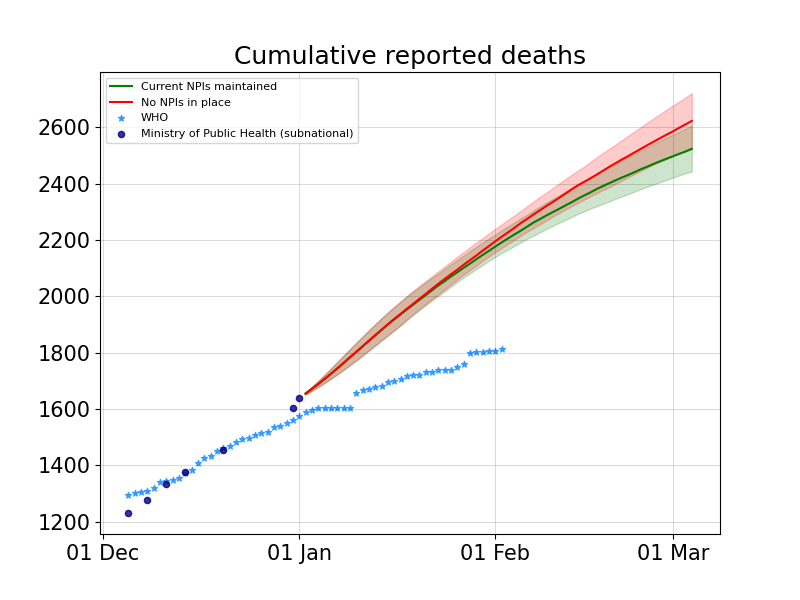 Cumulative reported deaths
Current NPIs maintained
No NPIs in place
WHO
Ministry of Public Health (subnational)
2600
2400
2200
2000
1800
1600
1400
1200
01 Dec
01 Jan
01 Feb
01 Mar